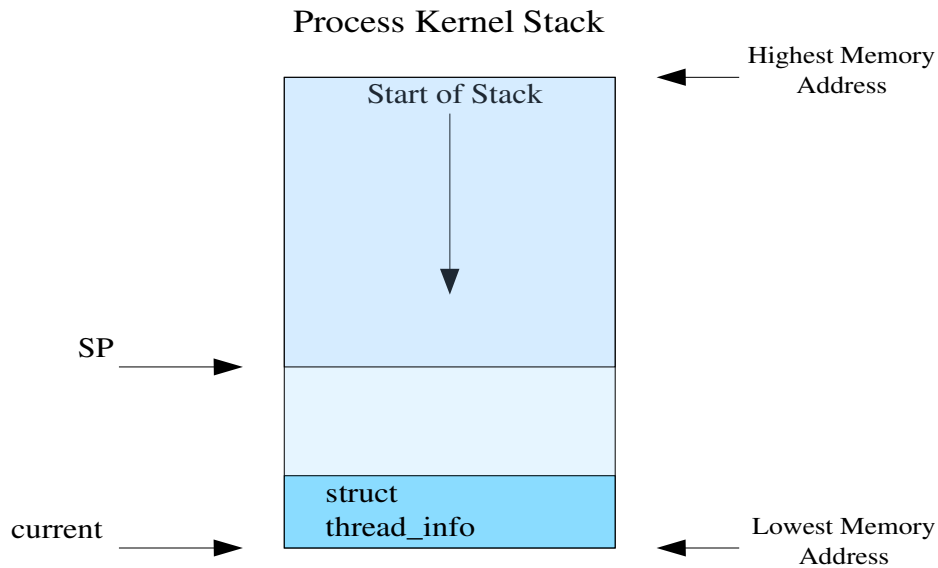 Process Kernel Stack
Highest Memory
Address
Start of Stack
SP
struct
thread_info
current
Lowest Memory
Address